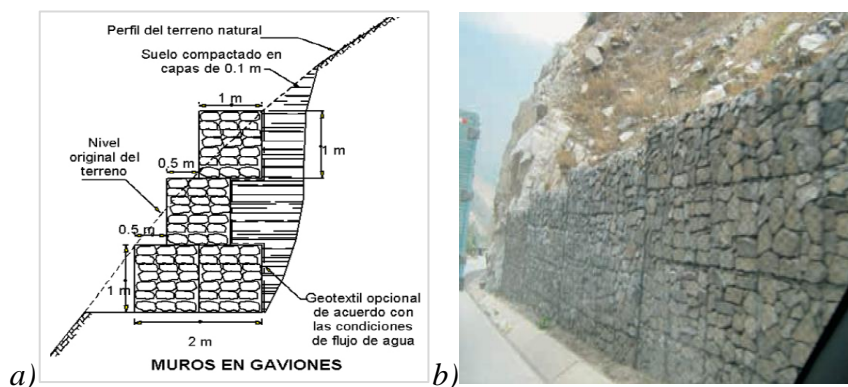 Perfil del terreno natural
Suelo compactado en
capas de 0.1 m
1 m
1 m
Nivel
original del
terreno
0.5 m
0.5 m
1 m
Geotextil opcional
de acuerdo con
las condiciones
de flujo de agua
2 m
MUROS EN GAVIONES
a)
b)